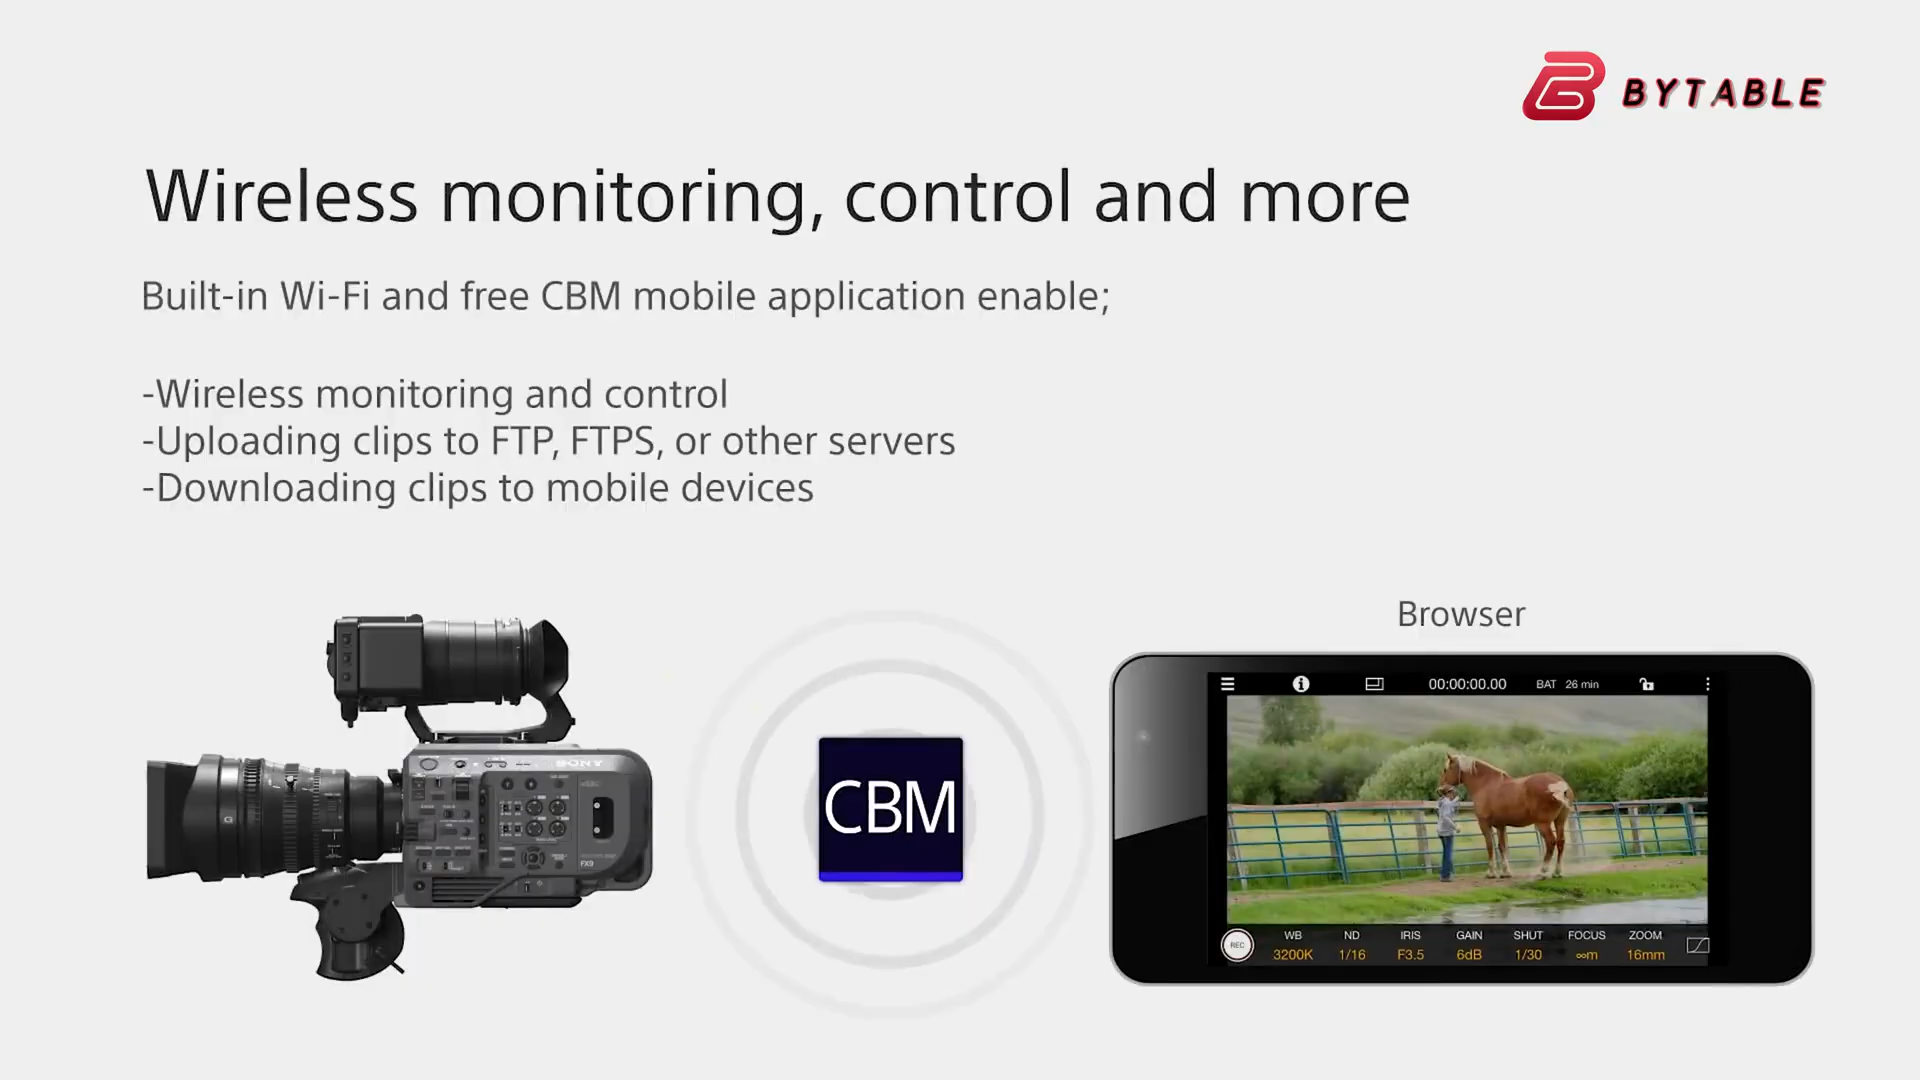 BYTABLE
Wireless monitoring, control and more
Built-in Wi-Fi and free CBM mobile application enable;
-Wireless monitoring and control
-Uploading clips to FTP, FTPS, or other servers
-Downloading clips to mobile devices
Browser
00:00:00.00 BAT 26 min
SONY
CBM
G
FX9
REC
WB ND IRIS GAIN SHUT FOCUS ZOOM
3200K 1/16 F3.5 6dB 1/30 ∞m 16mm